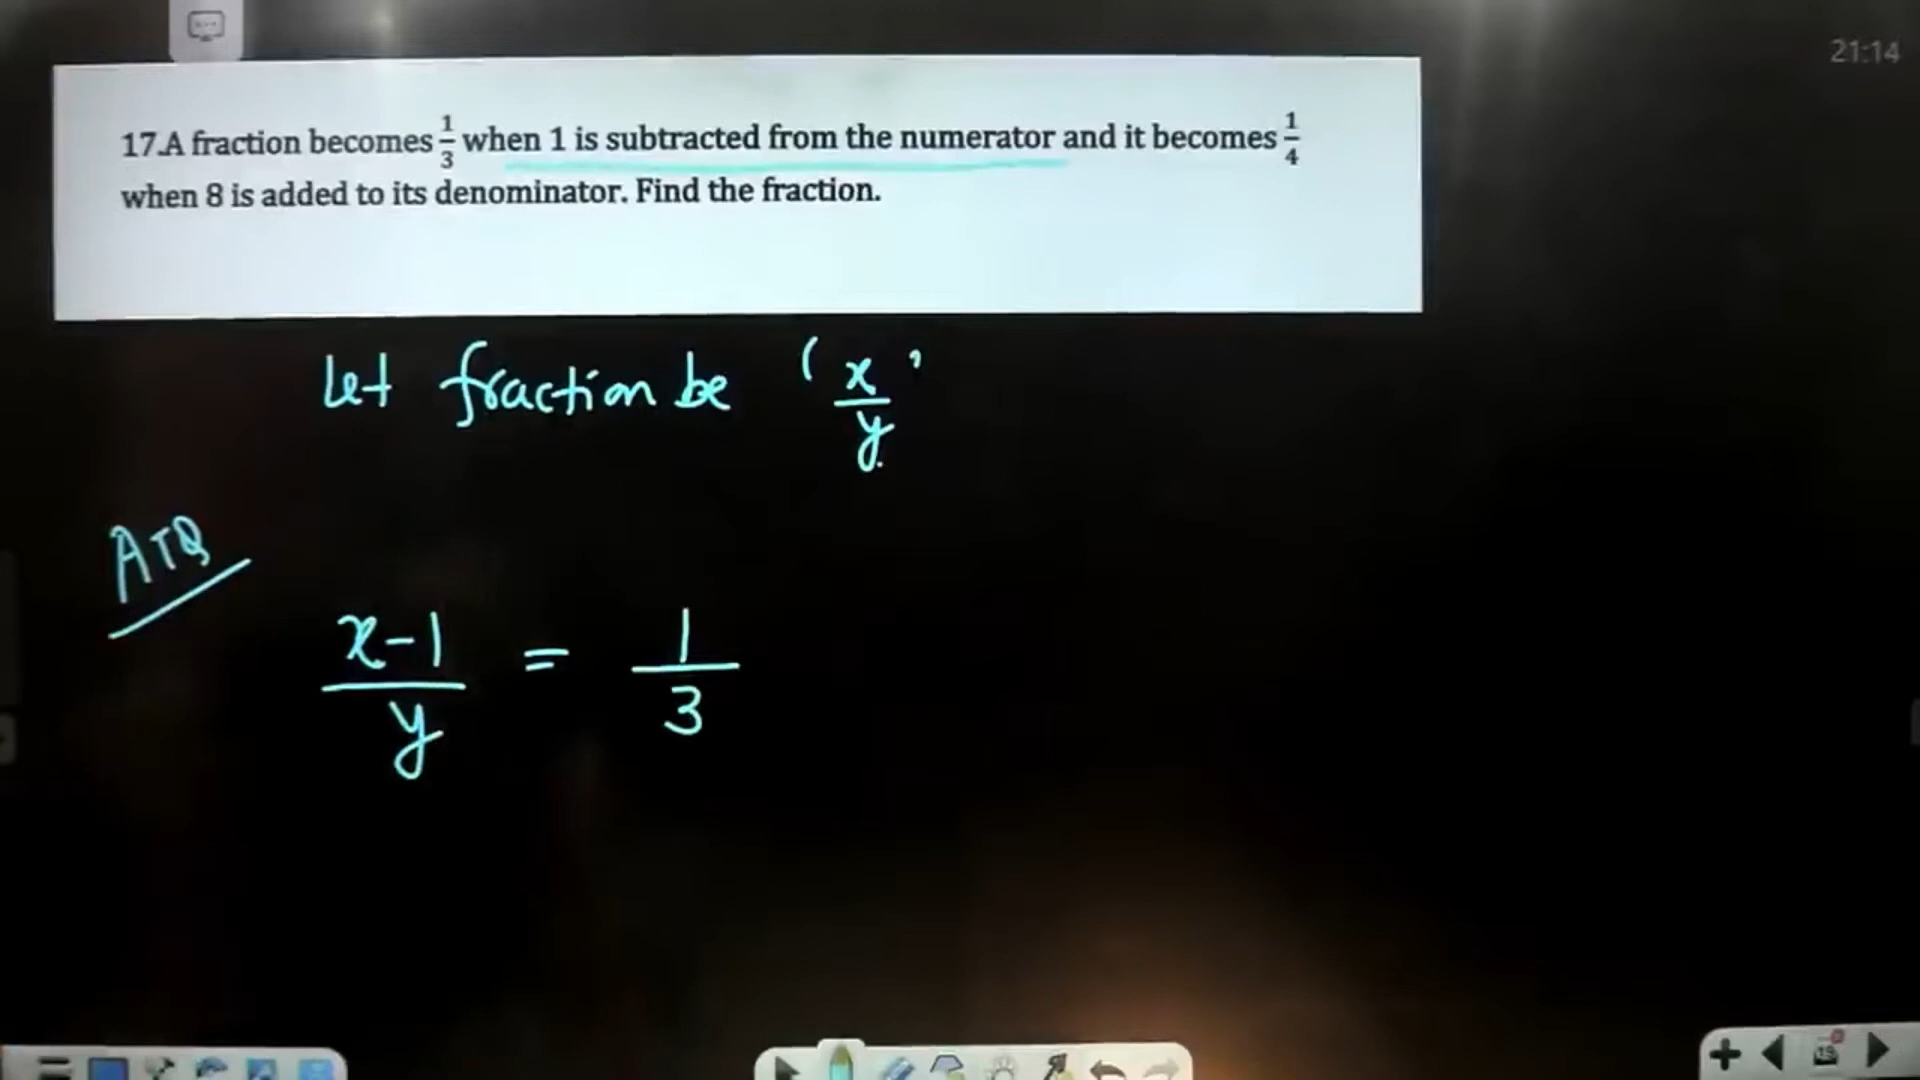 21:14
17.A fraction becomes 1/3 when 1 is subtracted from the numerator and it becomes 1/4
when 8 is added to its denominator. Find the fraction.
Let fraction be (x/y)
ATQ
x-1/y = 1/3